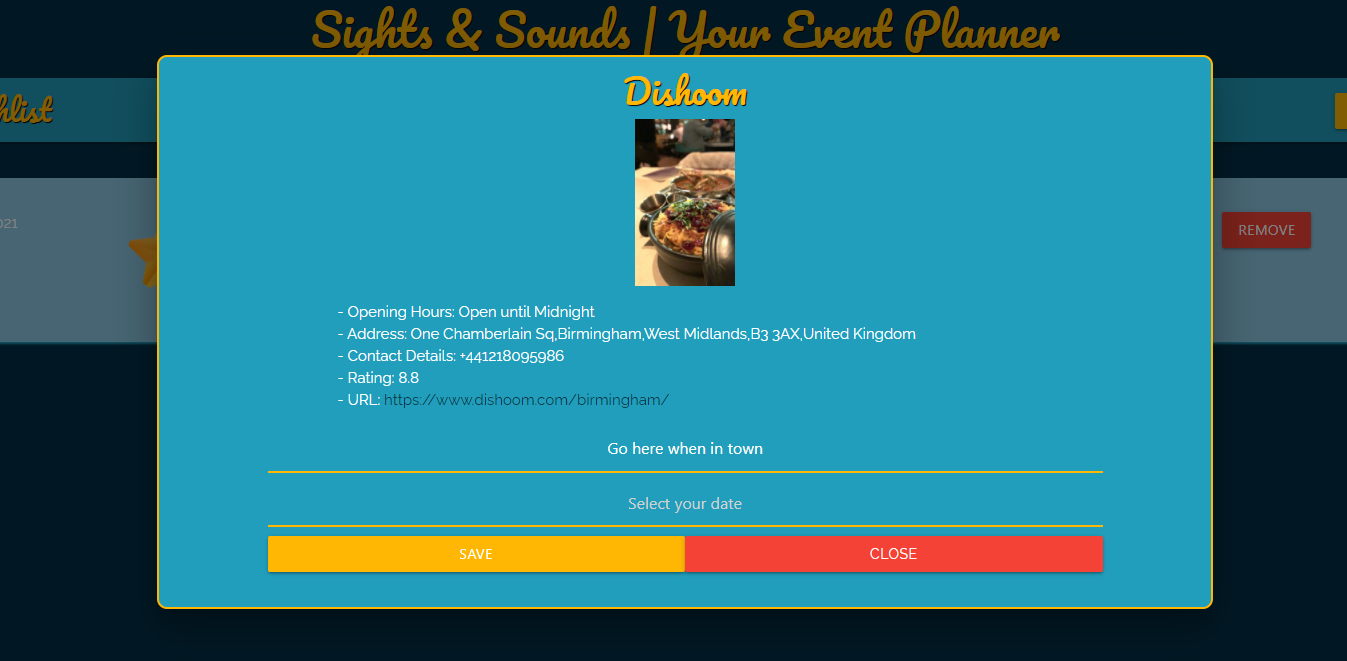 Sights & Sounds | Your Event Planner
hlist
021
REMOVE
Dishoom
- Opening Hours: Open until Midnight
- Address: One Chamberlain Sq,Birmingham,West Midlands,B3 3AX,United Kingdom
- Contact Details: +441218095986
- Rating: 8.8
- URL: https://www.dishoom.com/birmingham/
Go here when in town
Select your date
SAVE CLOSE